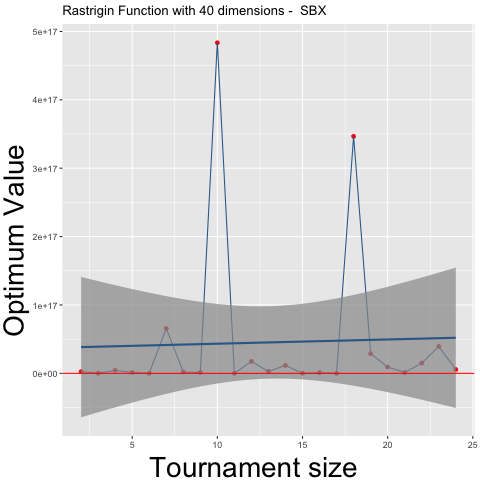 Rastrigin Function with 40 dimensions - SBX
5e+17
4e+17
3e+17
2e+17
1e+17
0e+00
Optimum Value
5 10 15 20 25
Tournament size